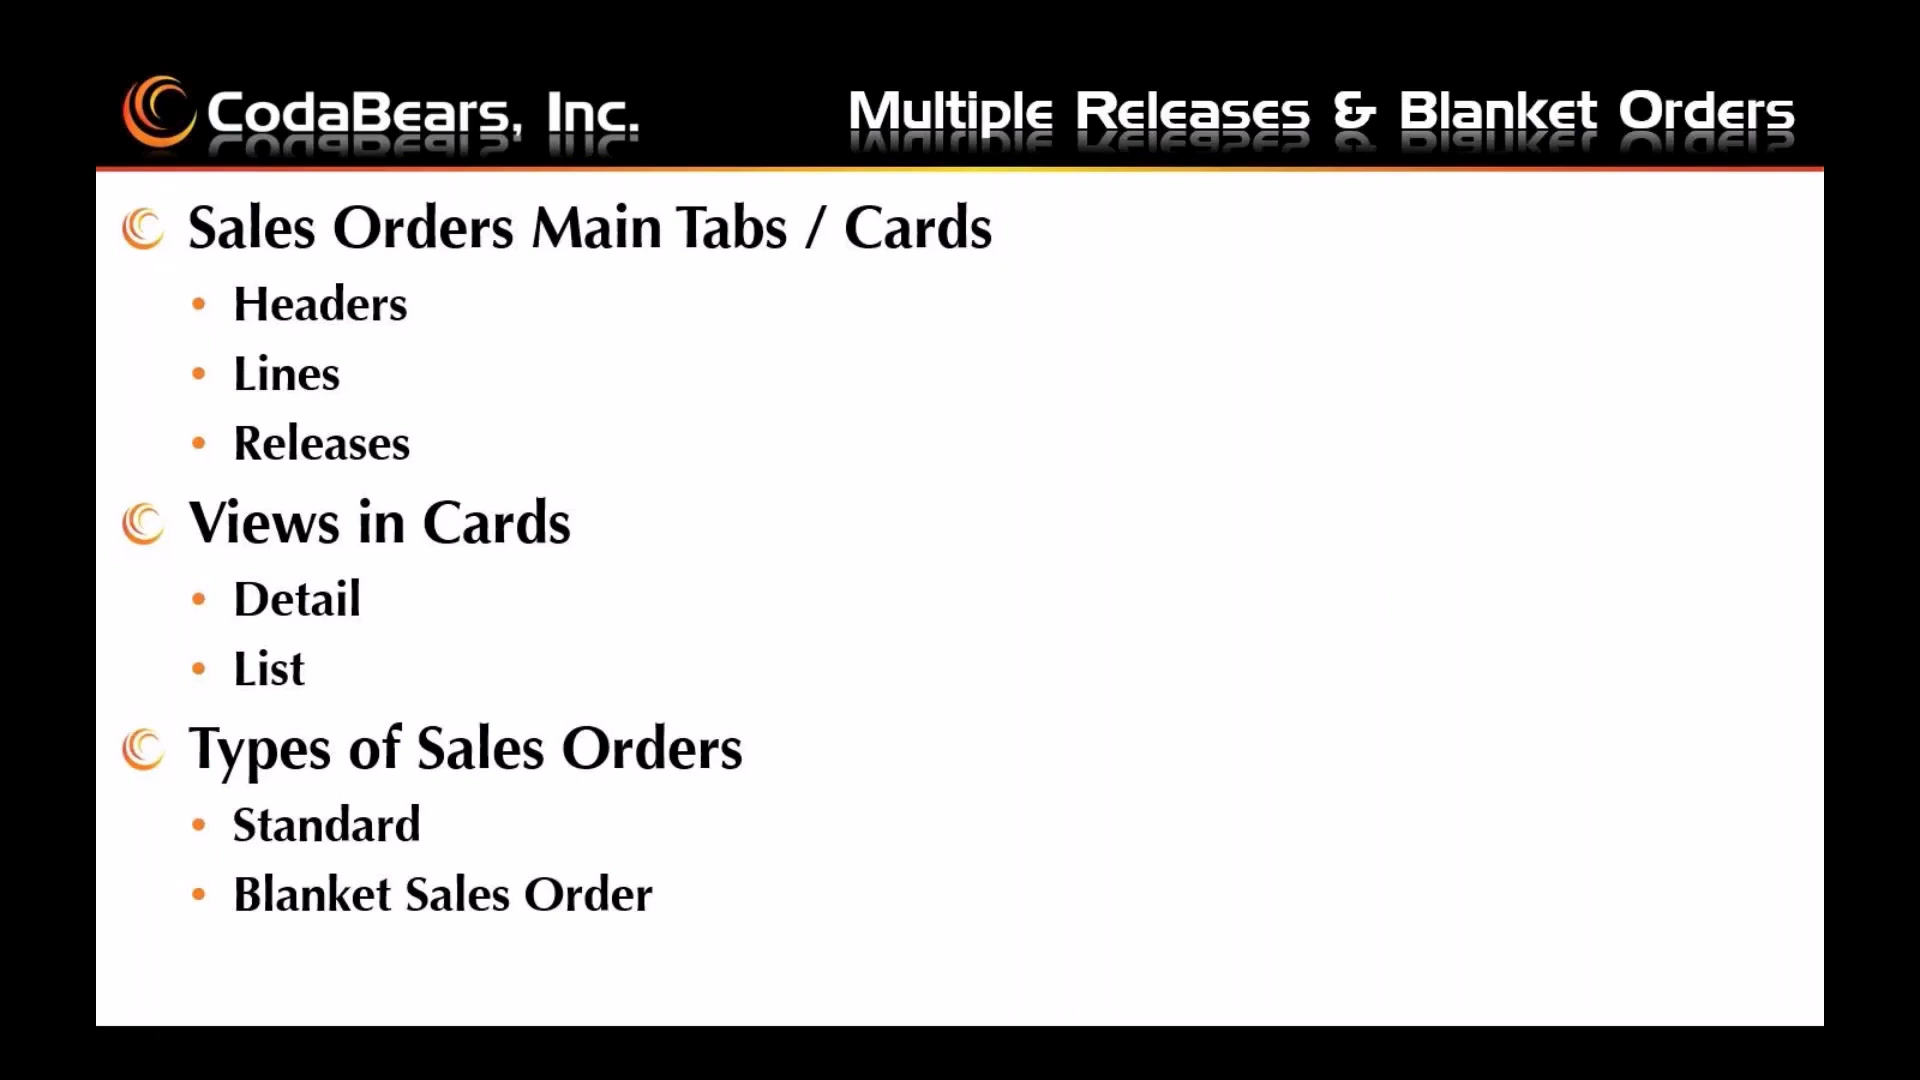 CodaBears, Inc.
Multiple Releases & Blanket Orders
Sales Orders Main Tabs / Cards
• Headers
• Lines
• Releases
Views in Cards
• Detail
• List
Types of Sales Orders
• Standard
• Blanket Sales Order